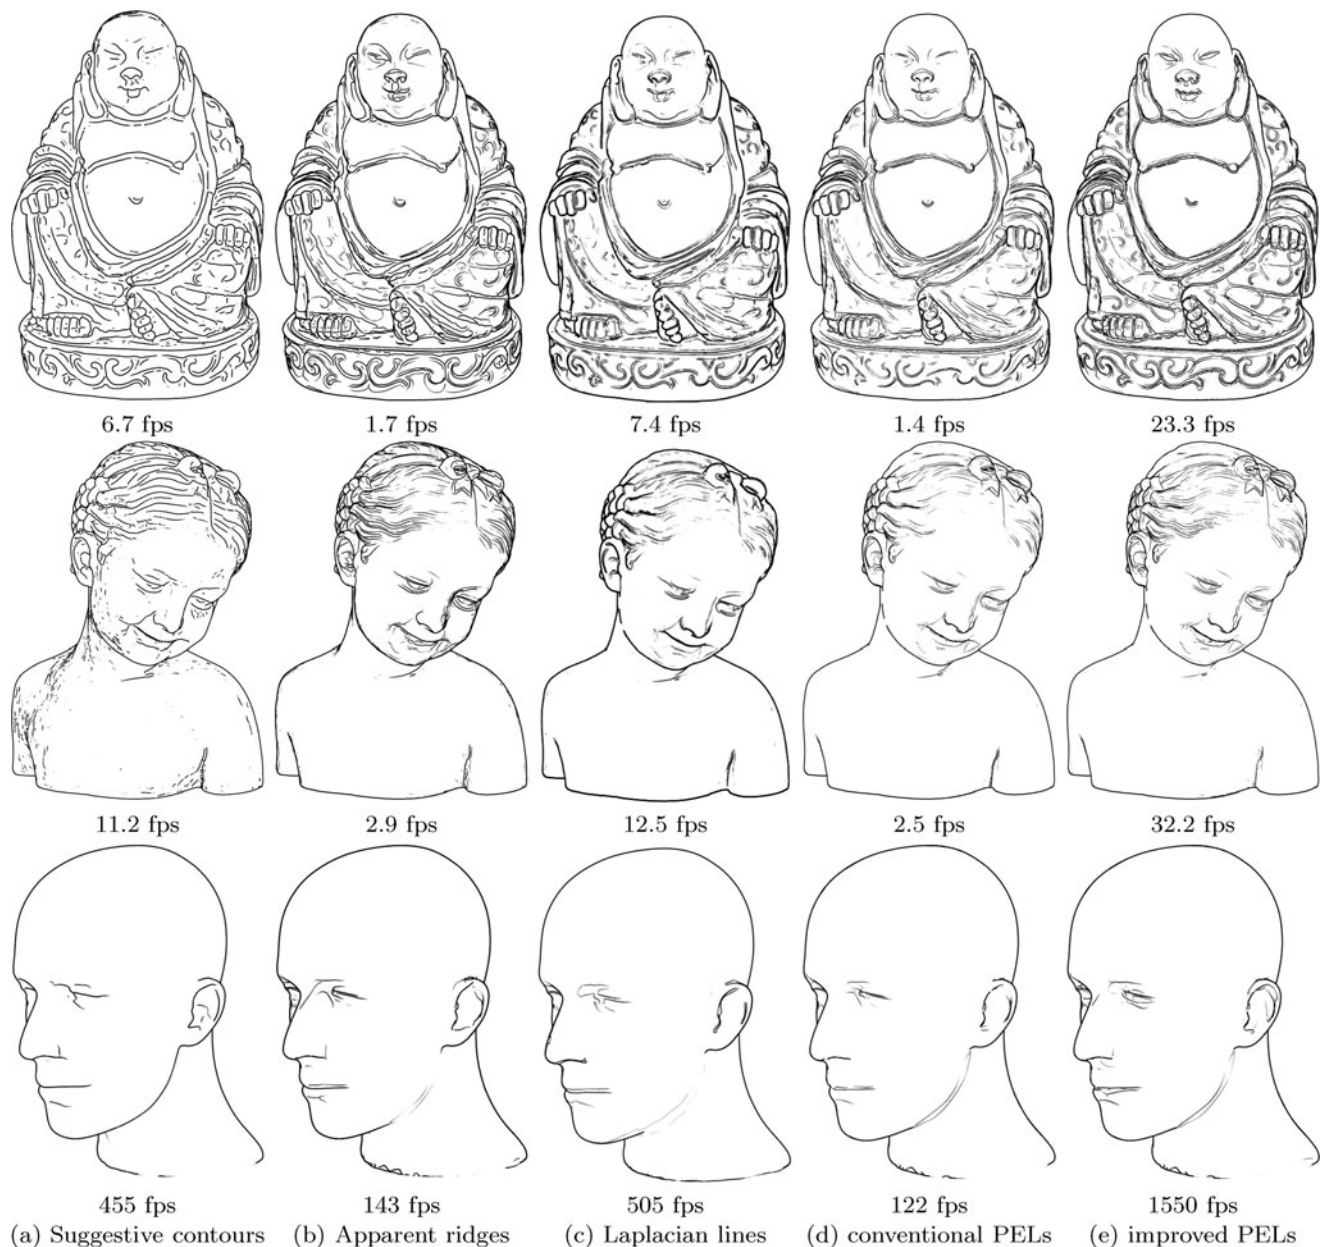 6.7 fps 1.7 fps 7.4 fps 1.4 fps 23.3 fps
11.2 fps 2.9 fps 12.5 fps 2.5 fps 32.2 fps
455 fps 143 fps 505 fps 122 fps 1550 fps
(a) Suggestive contours (b) Apparent ridges (c) Laplacian lines (d) conventional PELs (e) improved PELs